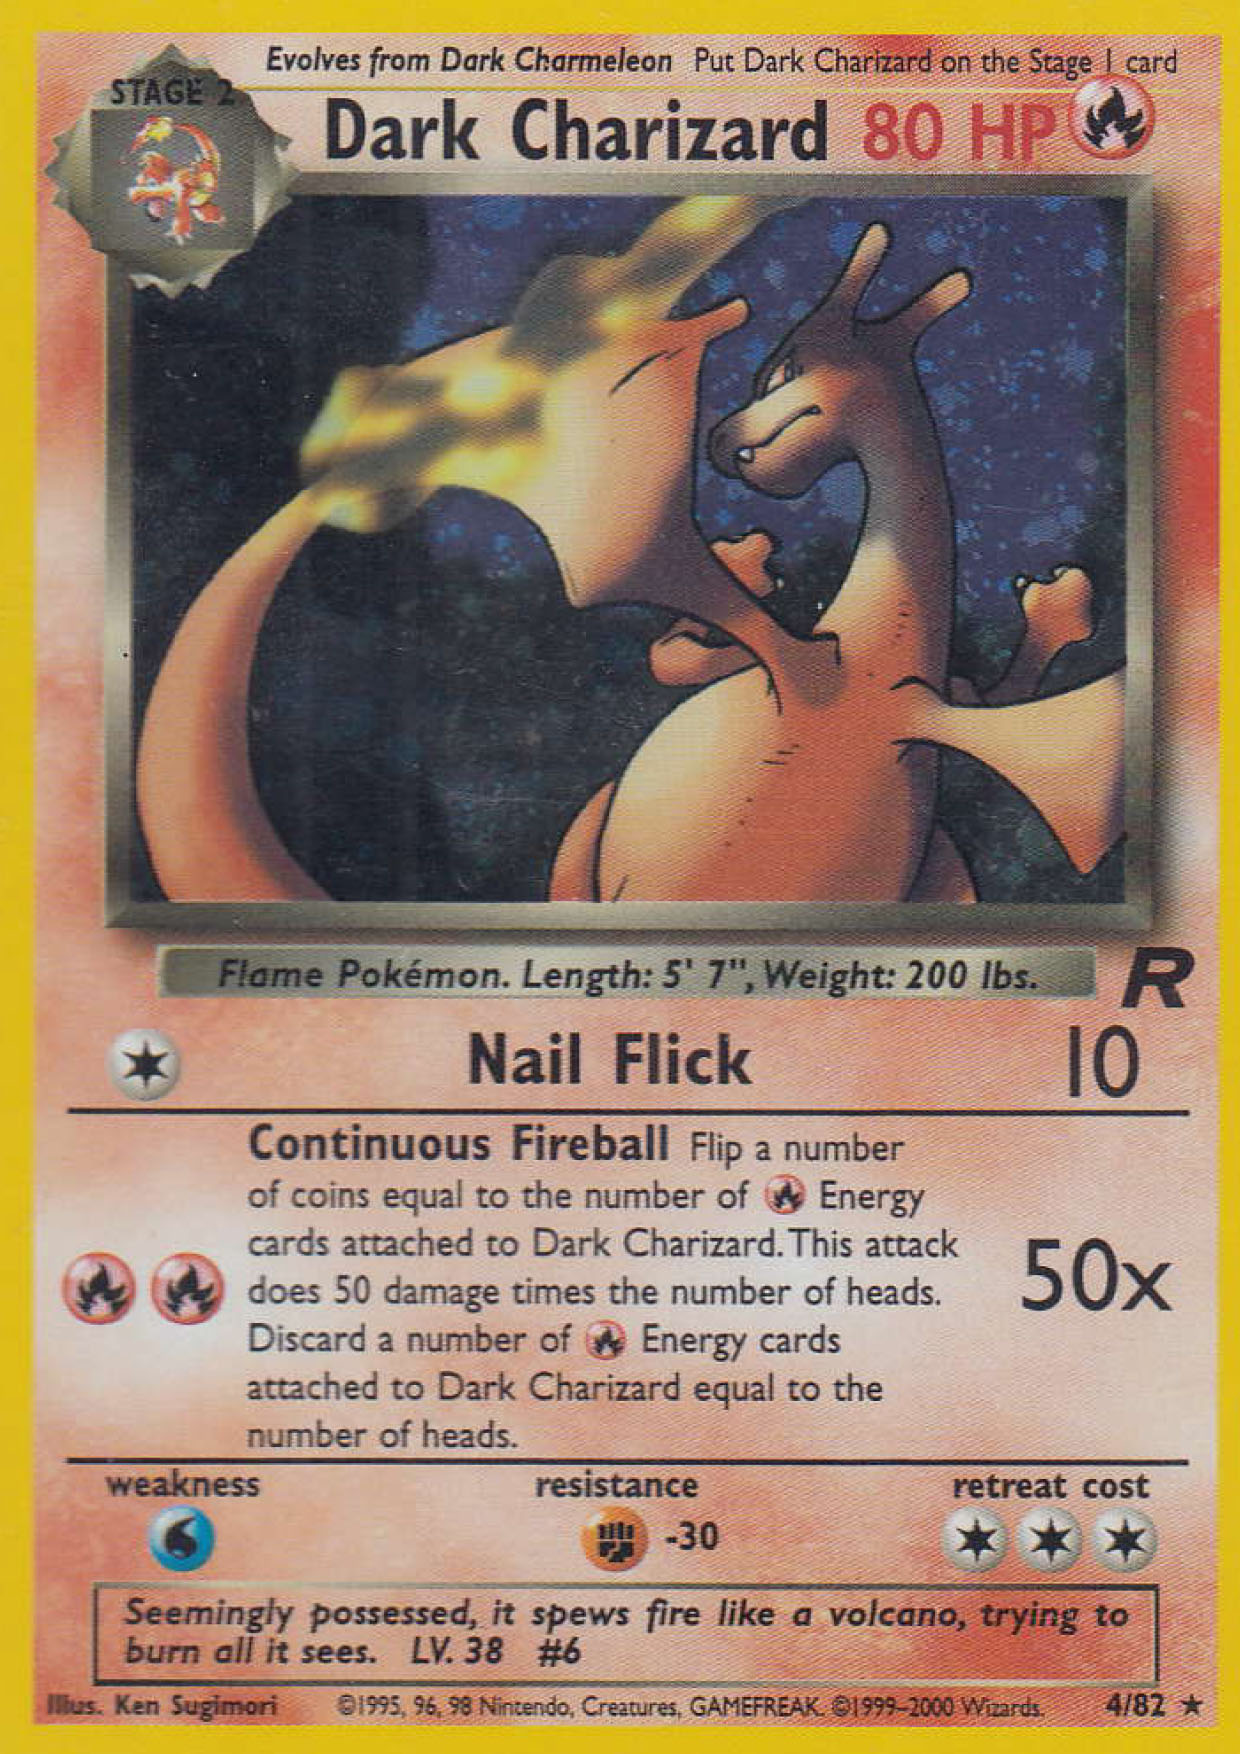 Evolves from Dark Charmeleon Put Dark Charizard on the Stage 1 card
STAGE 2
Dark Charizard 80 HP
Flame Pokémon. Length: 5' 7", Weight: 200 lbs.
R
Nail Flick 10
Continuous Fireball Flip a number
of coins equal to the number of Energy
cards attached to Dark Charizard. This attack
does 50 damage times the number of heads.
Discard a number of Energy cards
attached to Dark Charizard equal to the
number of heads.
50x
weakness resistance retreat cost
-30
Seemingly possessed, it spews fire like a volcano, trying to
burn all it sees. LV. 38 #6
Illus. Ken Sugimori ©1995, 96, 98 Nintendo, Creatures, GAMEFREAK. ©1999–2000 Wizards. 4/82 ★